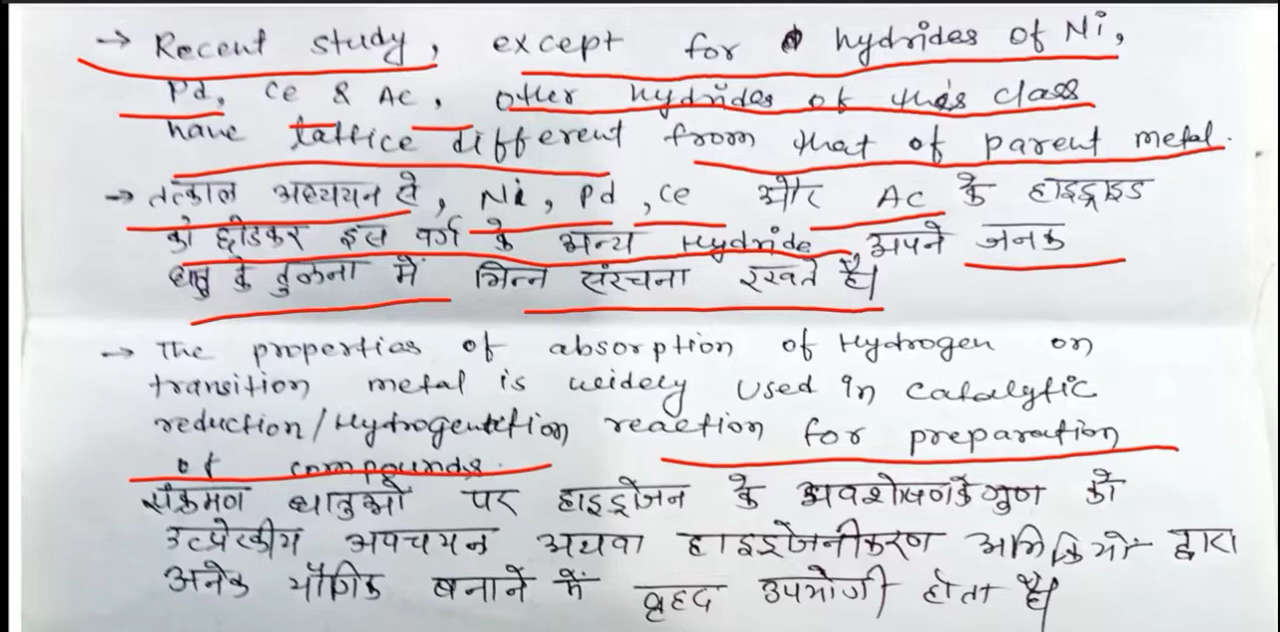 → Recent study, except for hydrides of Ni,
Pd, Ce & Ac, other hydrides of this class
have lattice different from that of parent metal.
→ तत्काल अध्ययन से, Ni, Pd, Ce और Ac के हाइड्राइड
को छोडकर इस वर्ग के अन्य Hydride अपने जनक
धातु के तुलना में भिन्न संरचना रखते है।
→ The properties of absorption of Hydrogen on
transition metal is widely used in Catalytic
reduction/Hydrogention reaction for preparation
of compounds.
संक्रमण धातुओं पर हाइड्रोजन के अवशोषण के गुण को
उत्प्रेरकीय अपचयन अथवा हाइड्रोजनीकरण द्वारा
अनेक यौगिक बनाने में वृहद उपयोगी होता है।